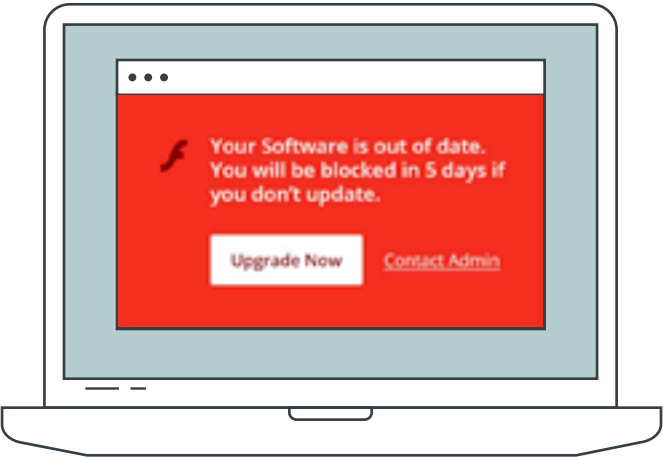 Your Software is out of date.
You will be blocked in 5 days if
you don't update.
Upgrade Now
Contact Admin